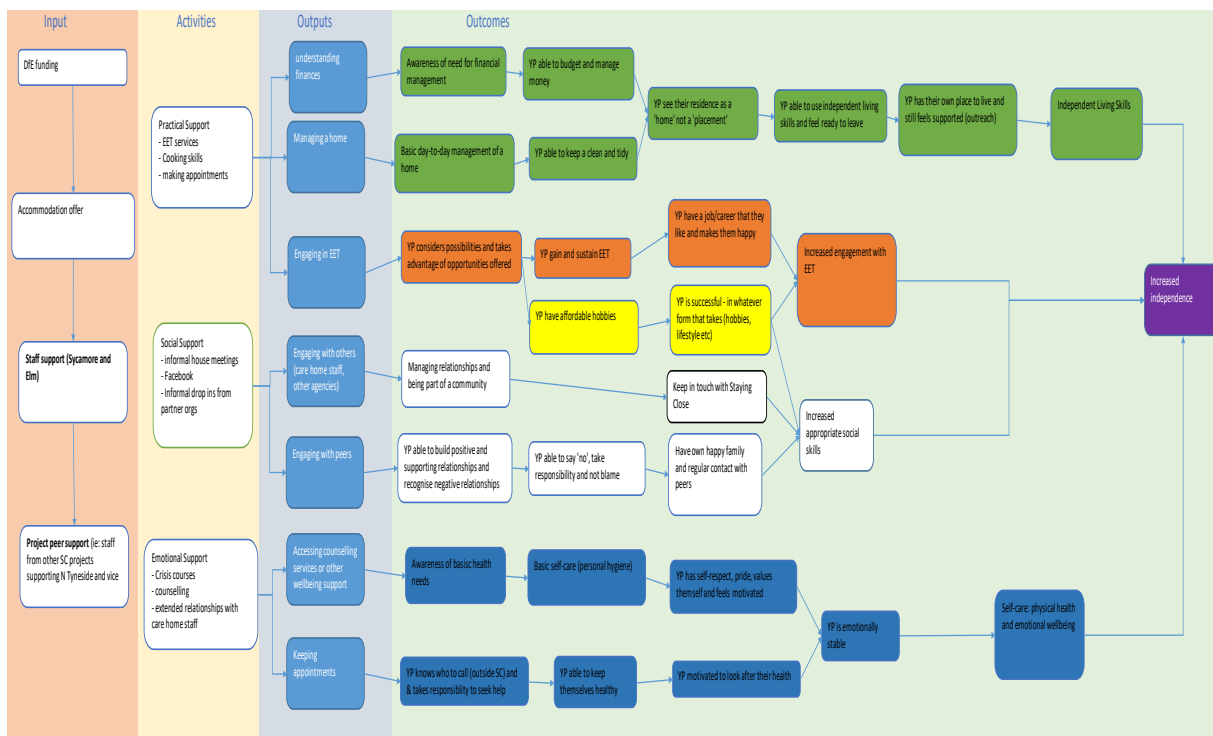 Input
Activities
Outputs
Outcomes
DfE funding
Accommodation offer
Staff support (Sycamore and
Elm)
Project peer support (ie: staff
from other SC projects
supporting N Tyneside and vice
Practical Support
- EET services
- Cooking skills
- making appointments
Social Support
- informal house meetings
- Facebook
- Informal drop ins from
partner orgs
Emotional Support
- Crisis courses
- counselling
- extended relationships with
care home staff
understanding
finances
Managing a home
Engaging in EET
Engaging with others
(care home staff,
other agencies)
Engaging with peers
Accessing counselling
services or other
wellbeing support
Keeping
appointments
Awareness of need for financial
management
YP able to budget and manage
money
Basic day-to-day management of a
home
YP able to keep a clean and tidy
YP see their residence as a
'home' not a 'placement'
YP able to use independent living
skills and feel ready to leave
YP has their own place to live and
still feels supported (outreach)
Independent Living Skills
YP considers possibilities and takes
advantage of opportunities offered
YP gain and sustain EET
YP have a job/career that they
like and makes them happy
YP have affordable hobbies
YP is successful - in whatever
form that takes (hobbies,
lifestyle etc)
Increased engagement with
EET
Managing relationships and
being part of a community
Keep in touch with Staying
Close
YP able to build positive and
supporting relationships and
recognise negative relationships
YP able to say 'no', take
responsibility and not blame
Have own happy family
and regular contact with
peers
Increased
appropriate social
skills
Awareness of basisc health
needs
Basic self-care (personal hygiene)
YP has self-respect, pride, values
themself and feels motivated
YP knows who to call (outside SC) and
& takes responsiblity to seek help
YP able to keep
themselves healthy
YP motivated to look after their health
YP is emotionally
stable
Self-care: physical health
and emotional wellbeing
Increased
independence